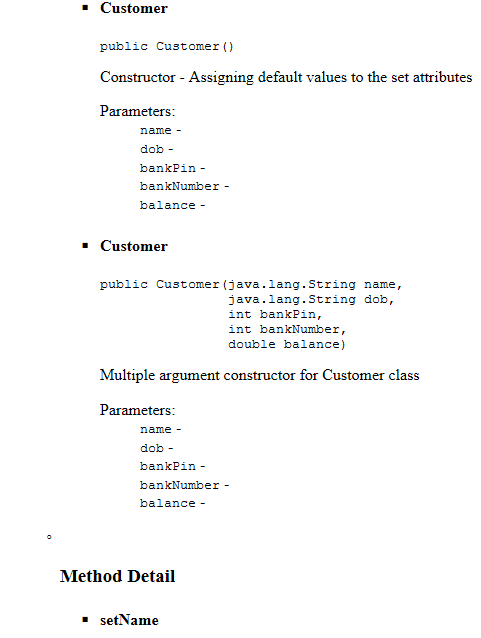 Customer
public Customer()
Constructor - Assigning default values to the set attributes
Parameters:
name -
dob -
bankPin -
bankNumber -
balance -
Customer
public Customer(java.lang.String name,
java.lang.String dob,
int bankPin,
int bankNumber,
double balance)
Multiple argument constructor for Customer class
Parameters:
name -
dob -
bankPin -
bankNumber -
balance -
Method Detail
setName